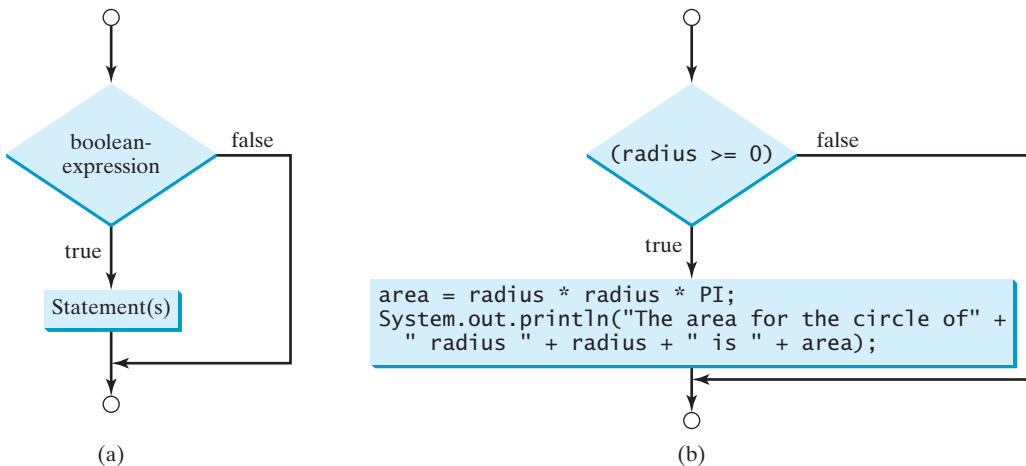 boolean-
expression
false
true
Statement(s)
(a)
(radius >= 0)
false
true
area = radius * radius * PI;
System.out.println("The area for the circle of" +
" radius " + radius + " is " + area);
(b)